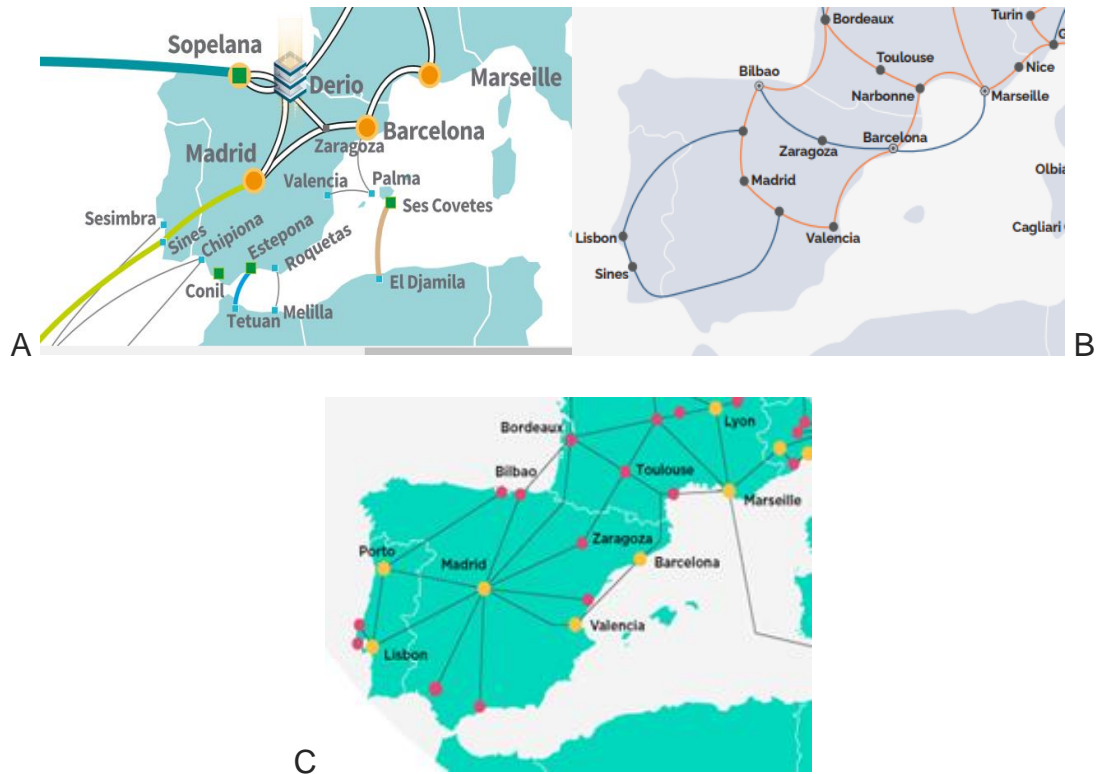 Sopelana
Derio
Marseille
Barcelona
Zaragoza
Madrid
Valencia
Palma
Ses Covetes
Sesimbra
Sines
Chipiona
Estepona
Roquetas
Conil
El Djamila
Tetuan
Melilla
A
Bordeaux
Turin
Toulouse
Bilbao
Nice
Narbonne
Marseille
Barcelona
Zaragoza
Madrid
Olbia
Lisbon
Valencia
Cagliari
Sines
B
Lyon
Bordeaux
Bilbao
Toulouse
Marseille
Zaragoza
Porto
Madrid
Barcelona
Valencia
Lisbon
C